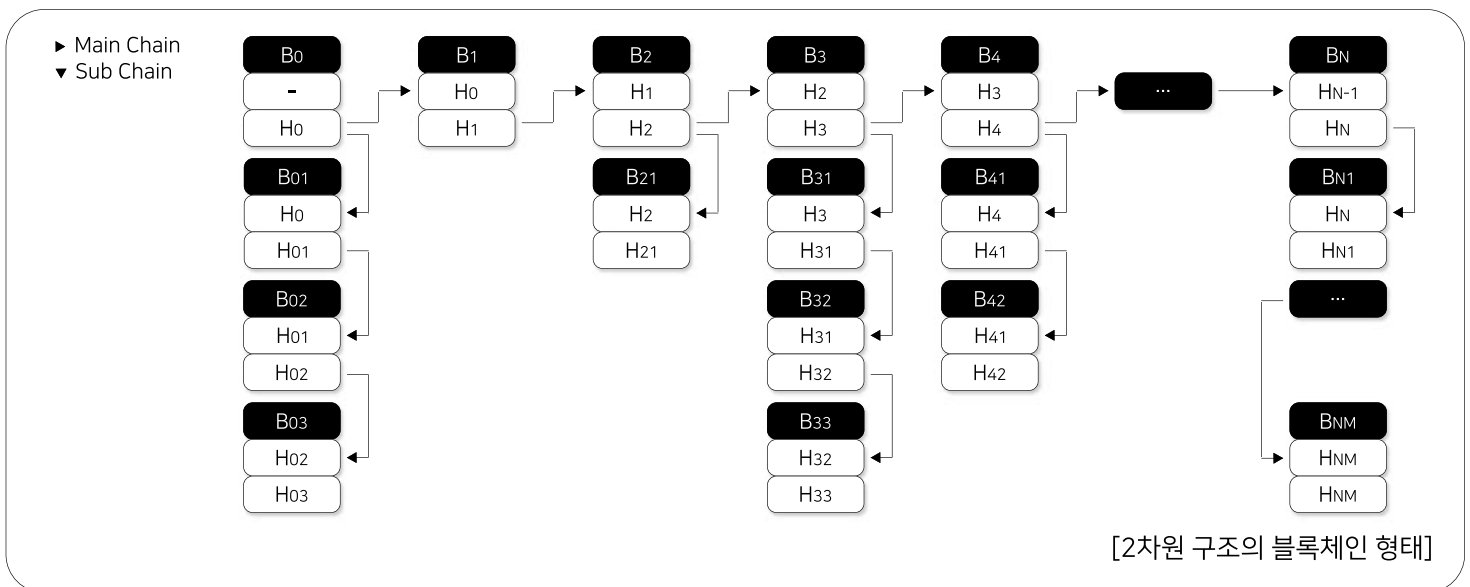 ▶ Main Chain
▼ Sub Chain
B0 B1 B2 B3 B4 BN
- H0 H1 H2 H3 ... HN-1
H0 H1 H2 H3 H4 HN
B01 B21 B31 B41 BN1
H0 H2 H3 H4 HN
H01 H21 H31 H41 HN1
B02 B32 B42 ...
H01 H31 H41
H02 H32 H42
B03 B33 BNM
H02 H32 HNM
H03 H33 HNM
[2차원 구조의 블록체인 형태]